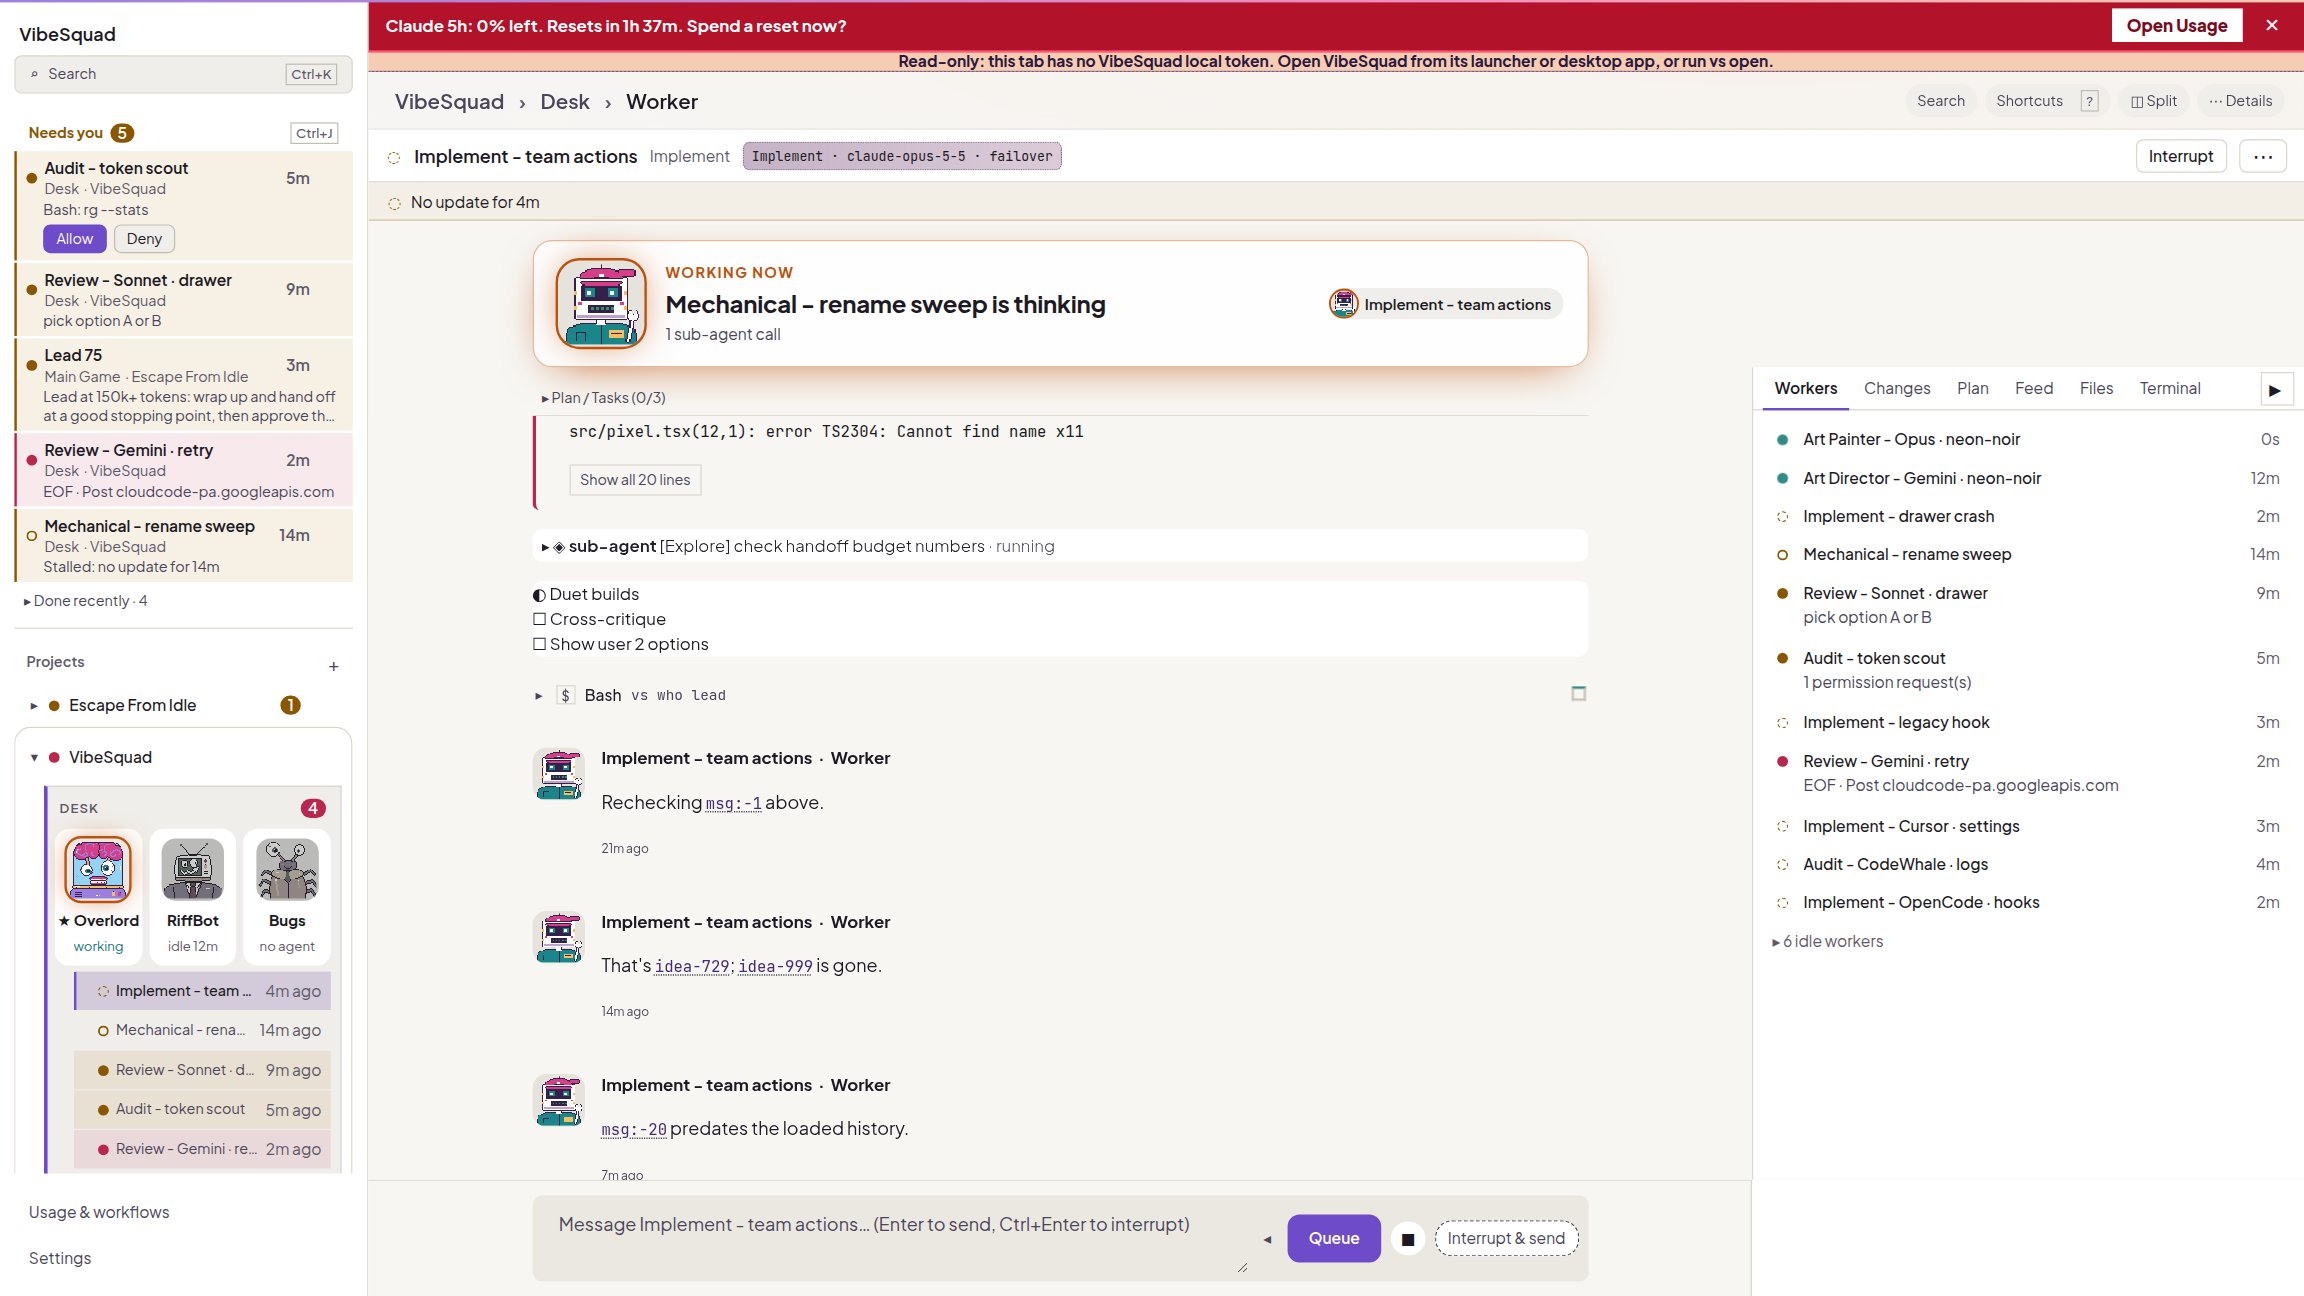 VibeSquad
Search Ctrl+K
Needs you 5 Ctrl+J
Audit - token scout 5m
Desk · VibeSquad
Bash: rg --stats
Allow Deny
Review - Sonnet · drawer 9m
Desk · VibeSquad
pick option A or B
Lead 75 3m
Main Game · Escape From Idle
Lead at 150k+ tokens: wrap up and hand off
at a good stopping point, then approve th...
Review - Gemini · retry 2m
Desk · VibeSquad
EOF · Post cloudcode-pa.googleapis.com
Mechanical - rename sweep 14m
Desk · VibeSquad
Stalled: no update for 14m
▸ Done recently · 4
Projects +
▸ Escape From Idle 1
▾ VibeSquad
DESK 4
★ Overlord RiffBot Bugs
working idle 12m no agent
Implement - team ... 4m ago
Mechanical - rena... 14m ago
Review - Sonnet · d... 9m ago
Audit - token scout 5m ago
Review - Gemini · re... 2m ago
Usage & workflows
Settings
Claude 5h: 0% left. Resets in 1h 37m. Spend a reset now? Open Usage ✕
Read-only: this tab has no VibeSquad local token. Open VibeSquad from its launcher or desktop app, or run vs open.
VibeSquad › Desk › Worker Search Shortcuts ? Split ··· Details
Implement - team actions Implement Implement · claude-opus-5-5 · failover Interrupt ···
No update for 4m
WORKING NOW
Mechanical - rename sweep is thinking
1 sub-agent call
Implement - team actions
▸ Plan / Tasks (0/3)
src/pixel.tsx(12,1): error TS2304: Cannot find name x11
Show all 20 lines
▸ ◈ sub-agent [Explore] check handoff budget numbers · running
◐ Duet builds
☐ Cross-critique
☐ Show user 2 options
▸ $ Bash vs who lead
Implement - team actions · Worker
Rechecking msg:-1 above.
21m ago
Implement - team actions · Worker
That's idea-729; idea-999 is gone.
14m ago
Implement - team actions · Worker
msg:-20 predates the loaded history.
7m ago
Message Implement - team actions... (Enter to send, Ctrl+Enter to interrupt)
◂ Queue ■ Interrupt & send
Workers Changes Plan Feed Files Terminal ▶
Art Painter - Opus · neon-noir 0s
Art Director - Gemini · neon-noir 12m
Implement - drawer crash 2m
Mechanical - rename sweep 14m
Review - Sonnet · drawer 9m
pick option A or B
Audit - token scout 5m
1 permission request(s)
Implement - legacy hook 3m
Review - Gemini · retry 2m
EOF · Post cloudcode-pa.googleapis.com
Implement - Cursor · settings 3m
Audit - CodeWhale · logs 4m
Implement - OpenCode · hooks 2m
▸ 6 idle workers